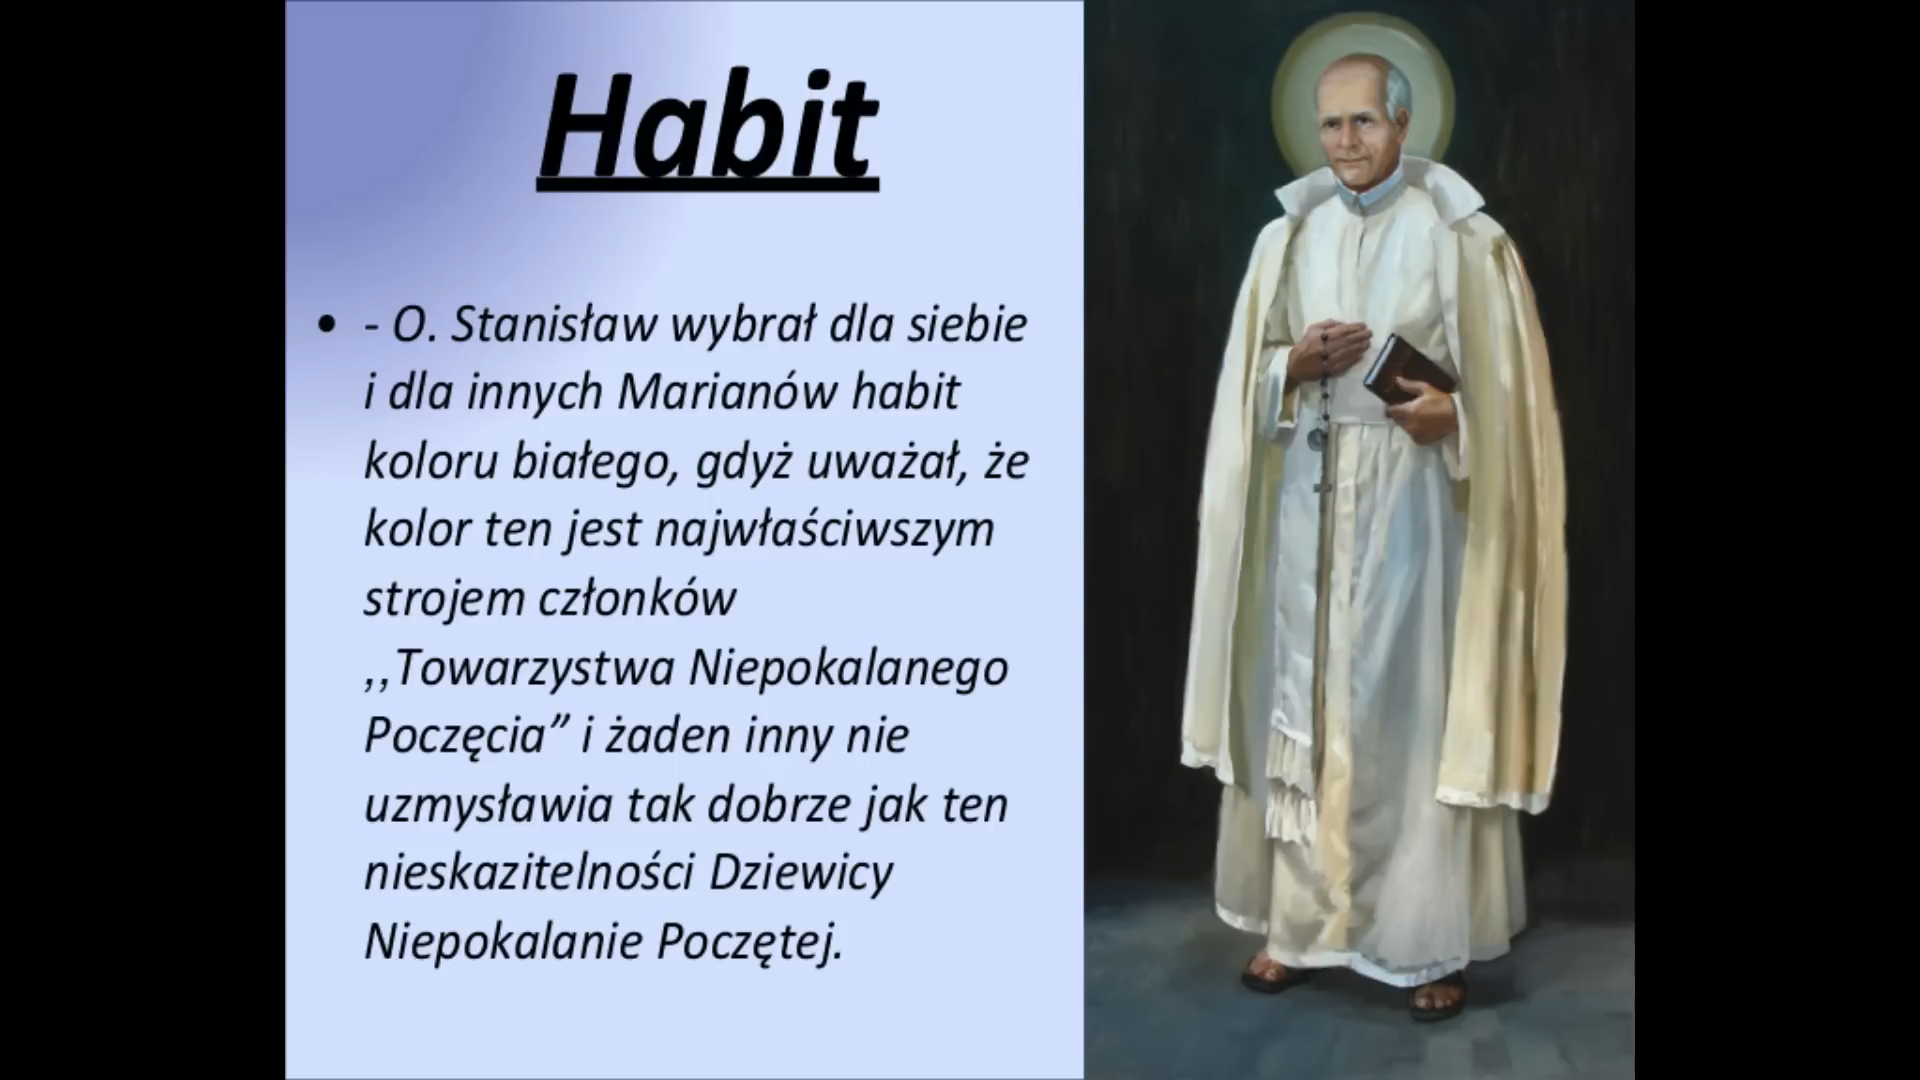 Habit
• - O. Stanisław wybrał dla siebie
i dla innych Marianów habit
koloru białego, gdyż uważał, że
kolor ten jest najwłaściwszym
strojem członków
,,Towarzystwa Niepokalanego
Poczęcia” i żaden inny nie
uzmysławia tak dobrze jak ten
nieskazitelności Dziewicy
Niepokalanie Poczętej.